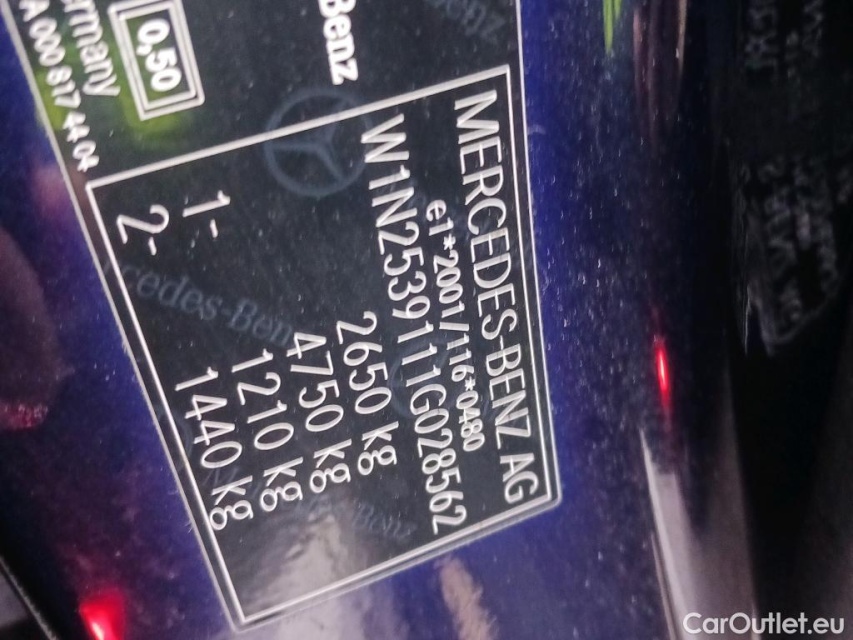 Benz
0,50
ermany
A 000 817 44 04
MERCEDES-BENZ AG
e1*2001/116*0480
W1N2539111G028562
2650 kg
4750 kg
1- 1210 kg
2- 1440 kg
CarOutlet.eu